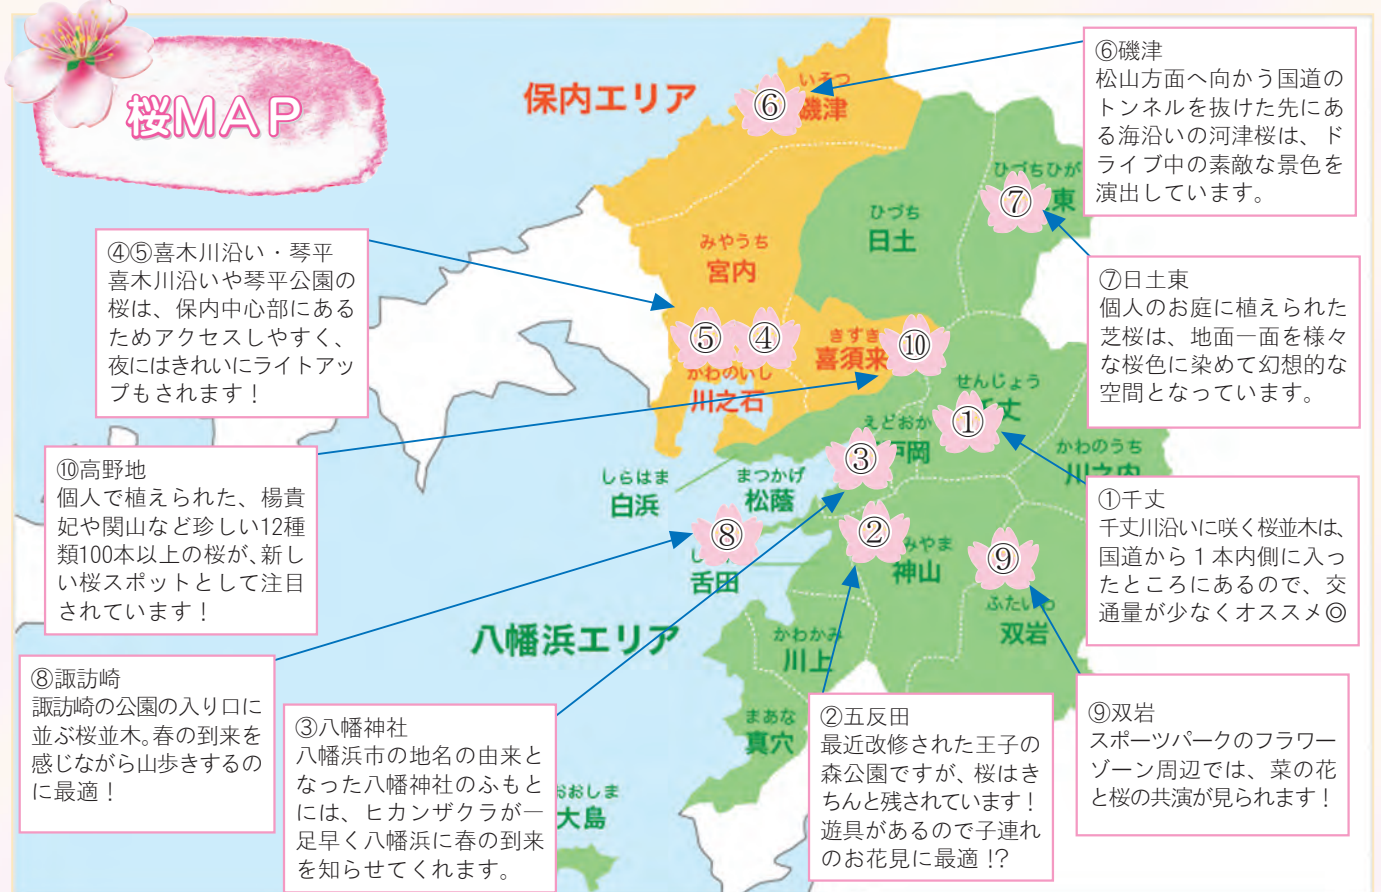 桜MAP
保内エリア
いそつ
磯津
⑥
⑥磯津
松山方面へ向かう国道の
トンネルを抜けた先にあ
る海沿いの河津桜は、ド
ライブ中の素敵な景色を
演出しています。
ひづちひが
東
⑦
ひづち
日土
みやうち
宮内
④⑤喜木川沿い・琴平
喜木川沿いや琴平公園の
桜は、保内中心部にある
ためアクセスしやすく、
夜にはきれいにライトアッ
プもされます！
⑦日土東
個人のお庭に植えられた
芝桜は、地面一面を様々
な桜色に染めて幻想的な
空間となっています。
⑤
④
きすき
喜須来
⑩
かわのいし
川之石
せんじょう
丈
①
えどおか
戸岡
③
かわのうち
川之内
⑩高野地
個人で植えられた、楊貴
妃や関山など珍しい12種
類100本以上の桜が、新し
い桜スポットとして注目
されています！
しらはま
白浜
まつかげ
松蔭
①千丈
千丈川沿いに咲く桜並木は、
国道から１本内側に入っ
たところにあるので、交
通量が少なくオススメ◎
⑧
し
舌田
②
みやま
神山
⑨
ふたいわ
双岩
八幡浜エリア
かわかみ
川上
まあな
真穴
おおしま
大島
⑧諏訪崎
諏訪崎の公園の入り口に
並ぶ桜並木。春の到来を
感じながら山歩きするの
に最適！
③八幡神社
八幡浜市の地名の由来と
なった八幡神社のふもと
には、ヒカンザクラが一
足早く八幡浜に春の到来
を知らせてくれます。
②五反田
最近改修された王子の
森公園ですが、桜はき
ちんと残されています！
遊具があるので子連れ
のお花見に最適！？
⑨双岩
スポーツパークのフラワー
ゾーン周辺では、菜の花
と桜の共演が見られます！